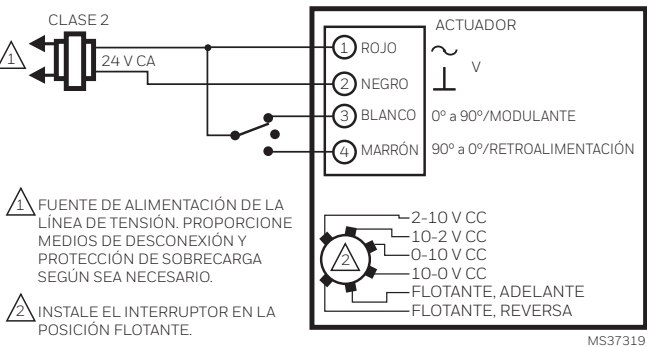 CLASE 2
1
24 V CA
ACTUADOR
1 ROJO
V
2 NEGRO
3 BLANCO 0º a 90º/MODULANTE
4 MARRÓN 90º a 0º/RETROALIMENTACIÓN
1 FUENTE DE ALIMENTACIÓN DE LA
LÍNEA DE TENSIÓN. PROPORCIONE
MEDIOS DE DESCONEXIÓN Y
PROTECCIÓN DE SOBRECARGA
SEGÚN SEA NECESARIO.
2 INSTALE EL INTERRUPTOR EN LA
POSICIÓN FLOTANTE.
2
2-10 V CC
10-2 V CC
0-10 V CC
10-0 V CC
FLOTANTE, ADELANTE
FLOTANTE, REVERSA
MS37319